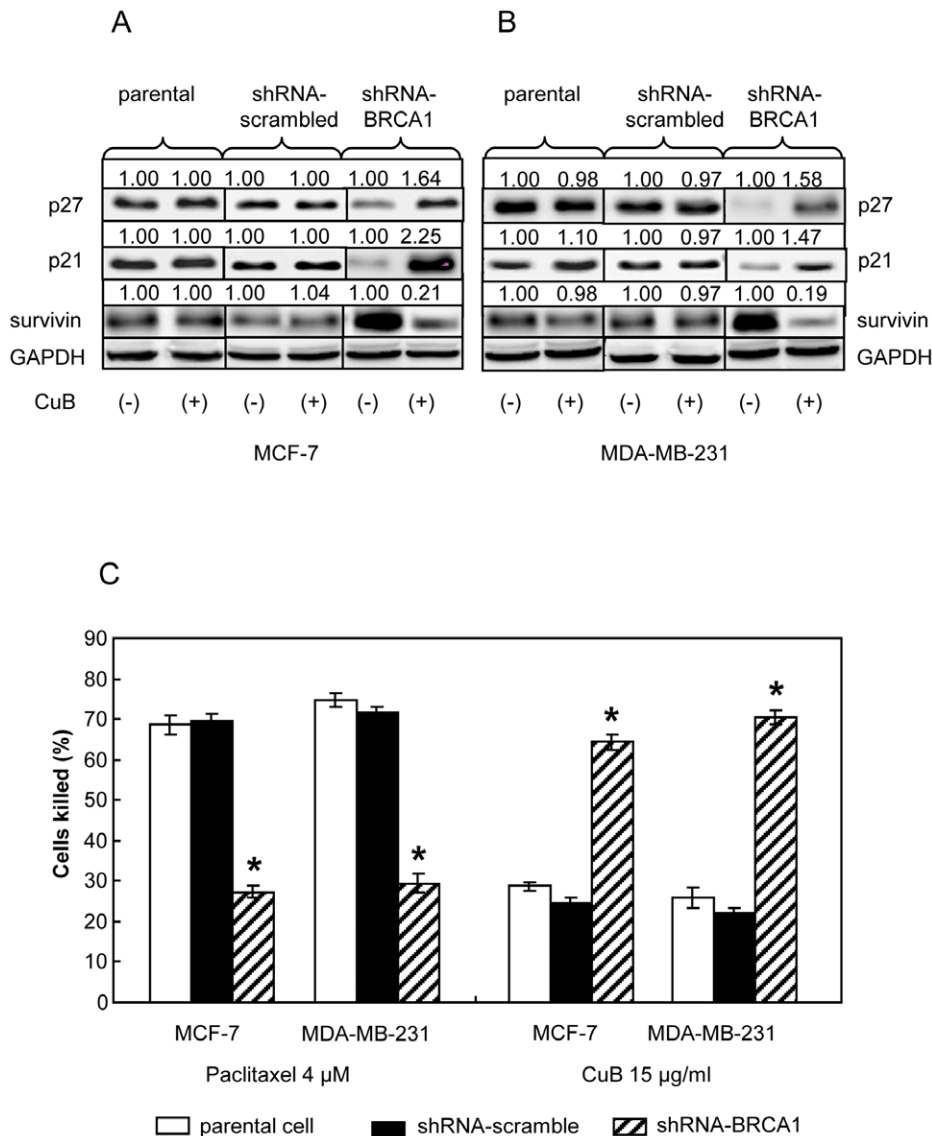 A
B
parental shRNA-scrambled shRNA-BRCA1
parental shRNA-scrambled shRNA-BRCA1
1.00 1.00 1.00 1.00 1.00 1.64
1.00 0.98 1.00 0.97 1.00 1.58
p27
p27
1.00 1.00 1.00 1.00 1.00 2.25
1.00 1.10 1.00 0.97 1.00 1.47
p21
p21
1.00 1.00 1.00 1.04 1.00 0.21
1.00 0.98 1.00 0.97 1.00 0.19
survivin
survivin
GAPDH
GAPDH
CuB (-) (+) (-) (+) (-) (+)
(-) (+) (-) (+) (-) (+)
MCF-7
MDA-MB-231
C
Cells killed (%)
90
80
70
60
50
40
30
20
10
0
*
*
*
*
MCF-7 MDA-MB-231 MCF-7 MDA-MB-231
Paclitaxel 4 µM CuB 15 µg/ml
parental cell shRNA-scramble shRNA-BRCA1